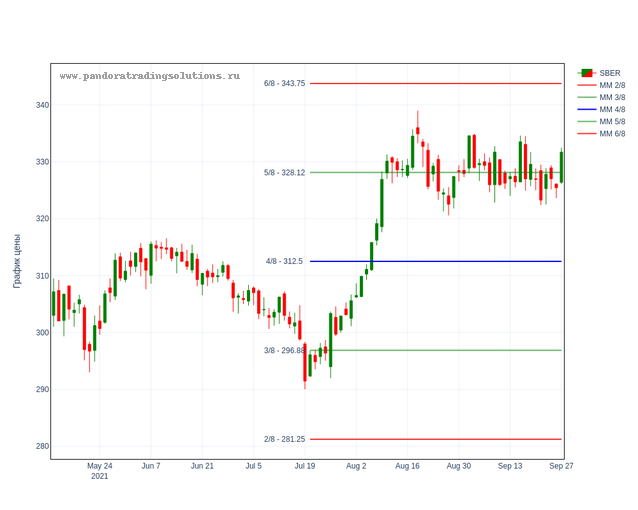 www.pandoratradingsolutions.ru
6/8 - 343.75
5/8 - 328.12
4/8 - 312.5
3/8 - 296.88
2/8 - 281.25
340
330
320
310
300
290
280
График цены
May 24
2021
Jun 7
Jun 21
Jul 5
Jul 19
Aug 2
Aug 16
Aug 30
Sep 13
Sep 27
SBER
MM 2/8
MM 3/8
MM 4/8
MM 5/8
MM 6/8